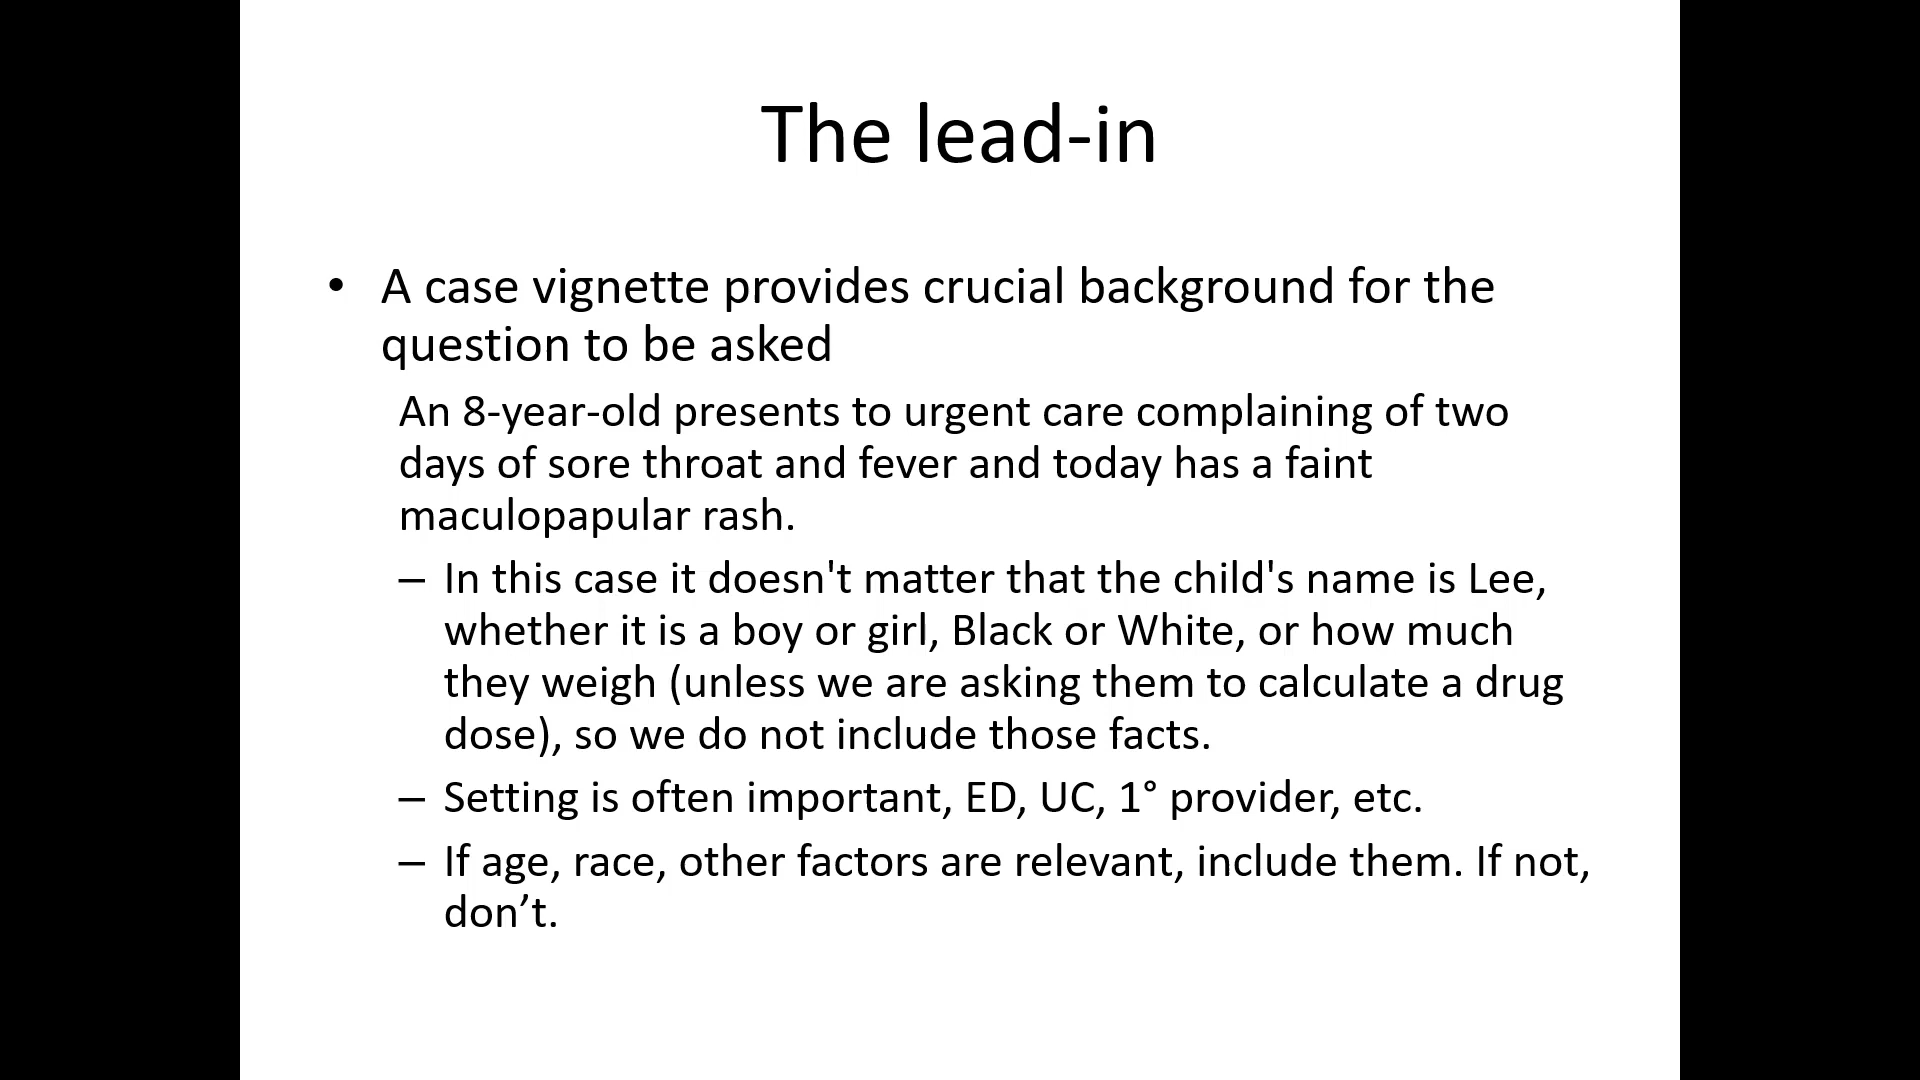 The lead-in
• A case vignette provides crucial background for the
question to be asked
An 8-year-old presents to urgent care complaining of two
days of sore throat and fever and today has a faint
maculopapular rash.
– In this case it doesn't matter that the child's name is Lee,
whether it is a boy or girl, Black or White, or how much
they weigh (unless we are asking them to calculate a drug
dose), so we do not include those facts.
– Setting is often important, ED, UC, 1° provider, etc.
– If age, race, other factors are relevant, include them. If not,
don’t.